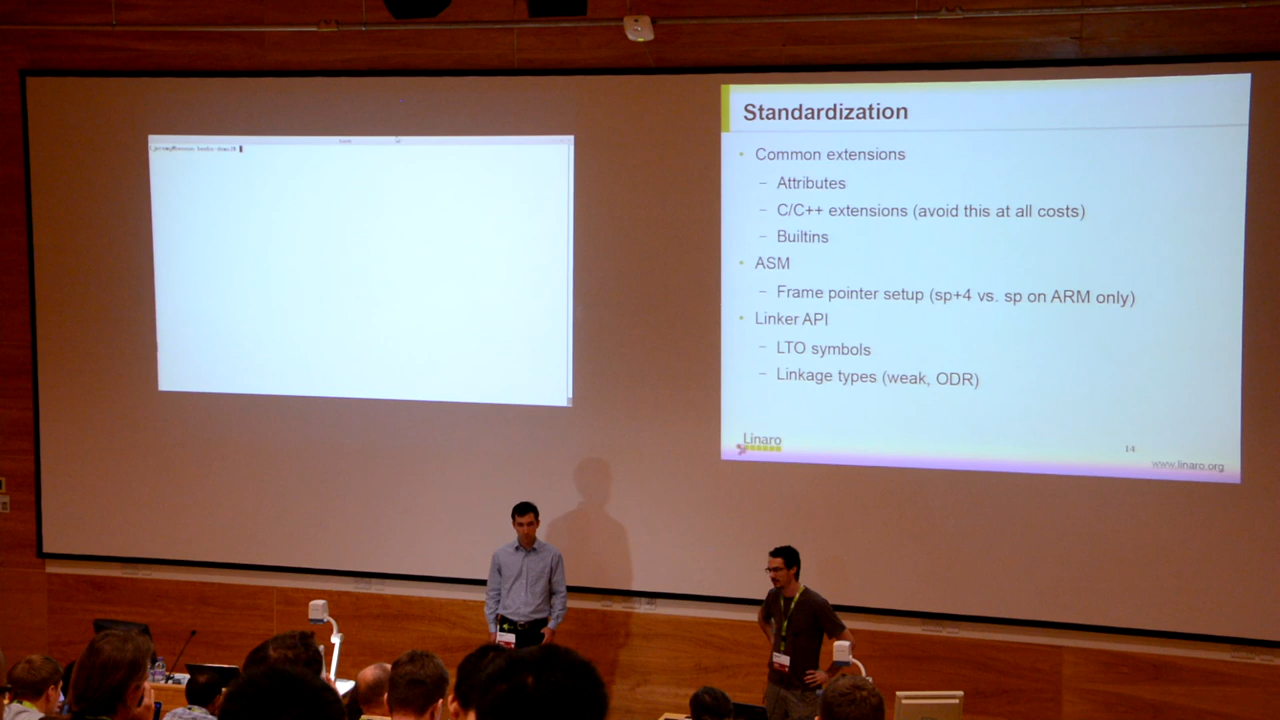 Standardization
Common extensions
– Attributes
– C/C++ extensions (avoid this at all costs)
– Builtins
ASM
– Frame pointer setup (sp+4 vs. sp on ARM only)
Linker API
– LTO symbols
– Linkage types (weak, ODR)
Linaro
14
www.linaro.org